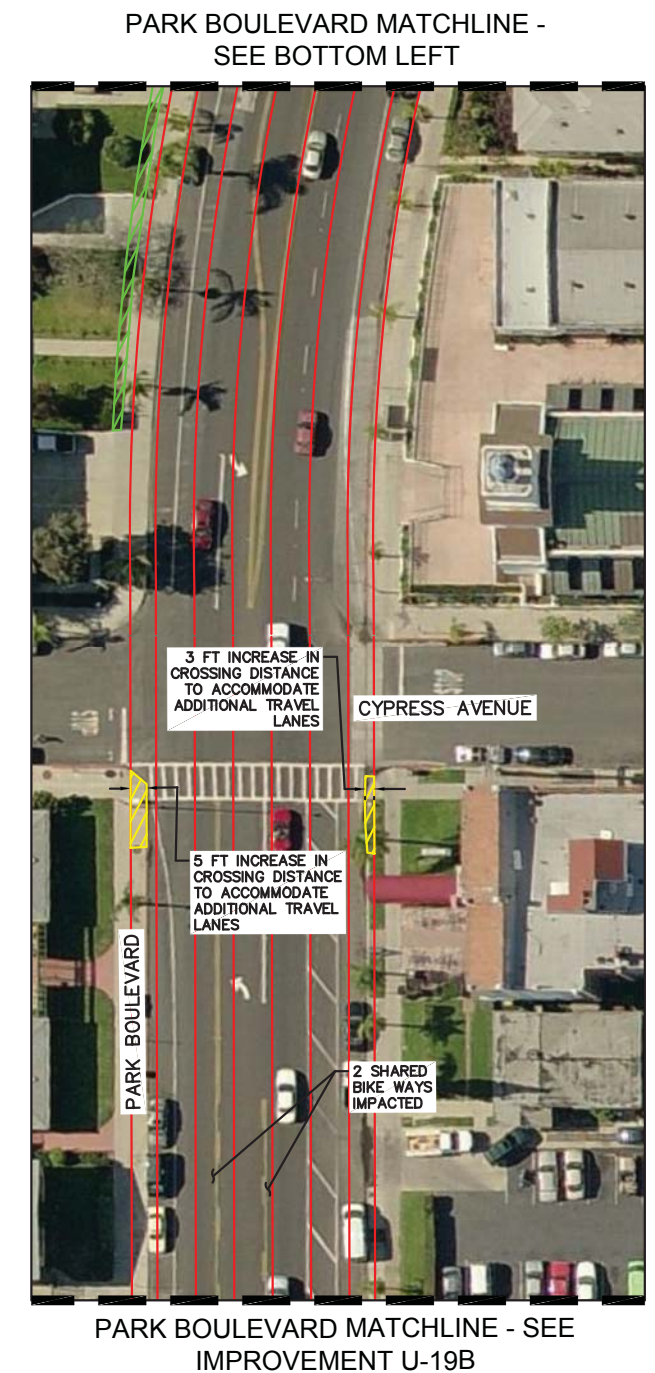 PARK BOULEVARD MATCHLINE -
SEE BOTTOM LEFT
3 FT INCREASE IN
CROSSING DISTANCE
TO ACCOMMODATE
ADDITIONAL TRAVEL
LANES
STOP
CYPRESS AVENUE
STOP
5 FT INCREASE IN
CROSSING DISTANCE
TO ACCOMMODATE
ADDITIONAL TRAVEL
LANES
PARK BOULEVARD
2 SHARED
BIKE WAYS
IMPACTED
PARK BOULEVARD MATCHLINE - SEE
IMPROVEMENT U-19B